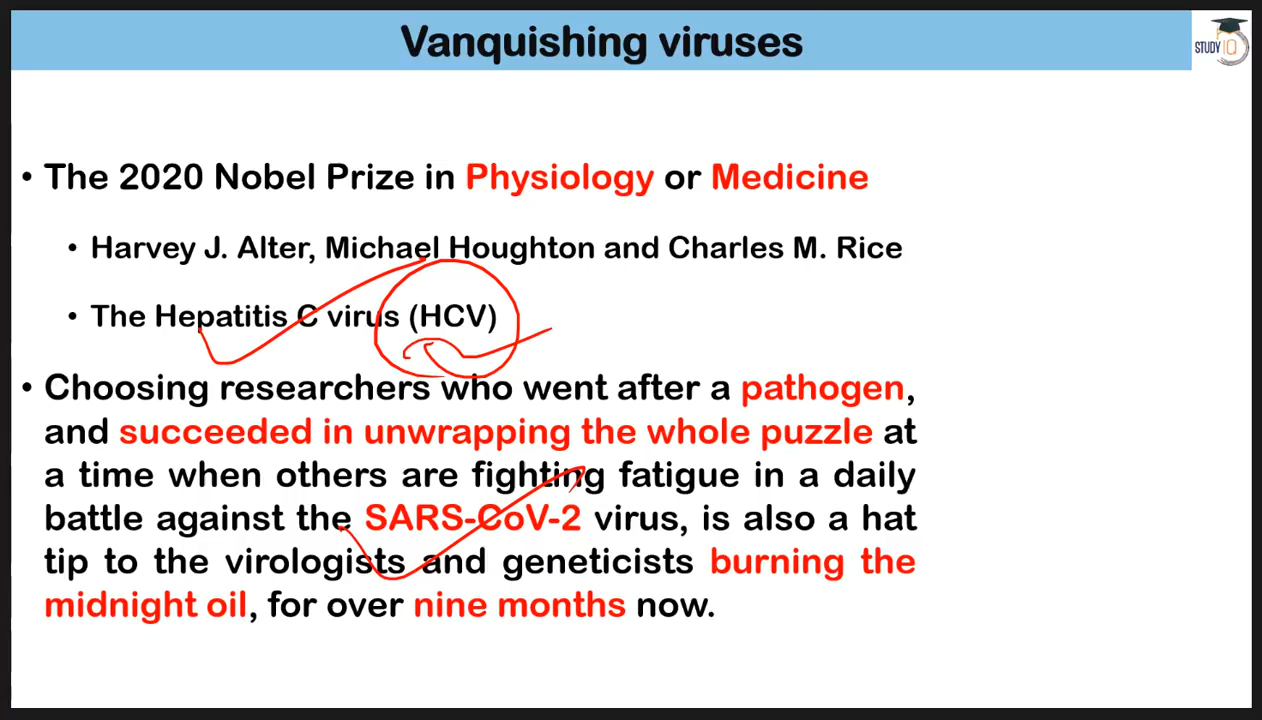 Vanquishing viruses
STUDY IQ
• The 2020 Nobel Prize in Physiology or Medicine
• Harvey J. Alter, Michael Houghton and Charles M. Rice
• The Hepatitis C virus (HCV)
• Choosing researchers who went after a pathogen,
and succeeded in unwrapping the whole puzzle at
a time when others are fighting fatigue in a daily
battle against the SARS-CoV-2 virus, is also a hat
tip to the virologists and geneticists burning the
midnight oil, for over nine months now.